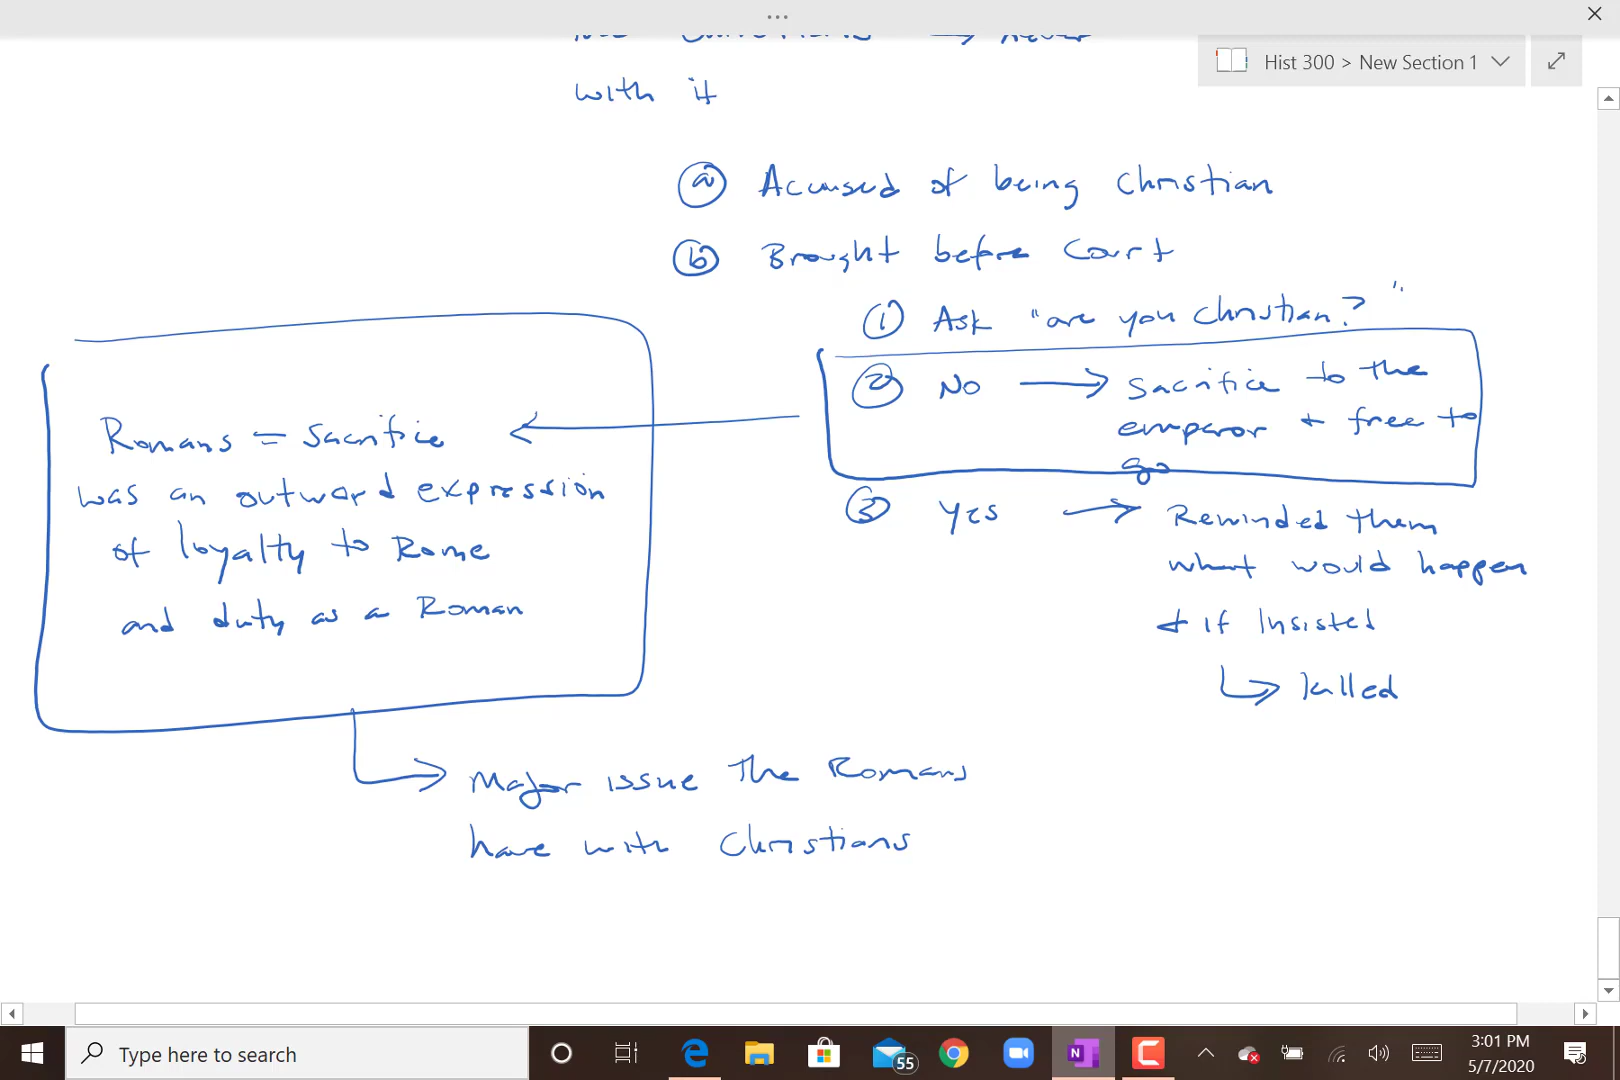 ...
Hist 300 > New Section 1
with it
ⓐ Accused of being Christian
ⓑ Brought before Court
① Ask "are you Christian?"
② No → Sacrifice to the
emperor + free to
go
③ Yes → Reminded them
what would happen
+ if Insisted
↳ killed
Romans = Sacrifice ←
was an outward expression
of loyalty to Rome
and duty as a Roman
↳ Major issue The Romans
have with Christians
Type here to search
55
3:01 PM
5/7/2020